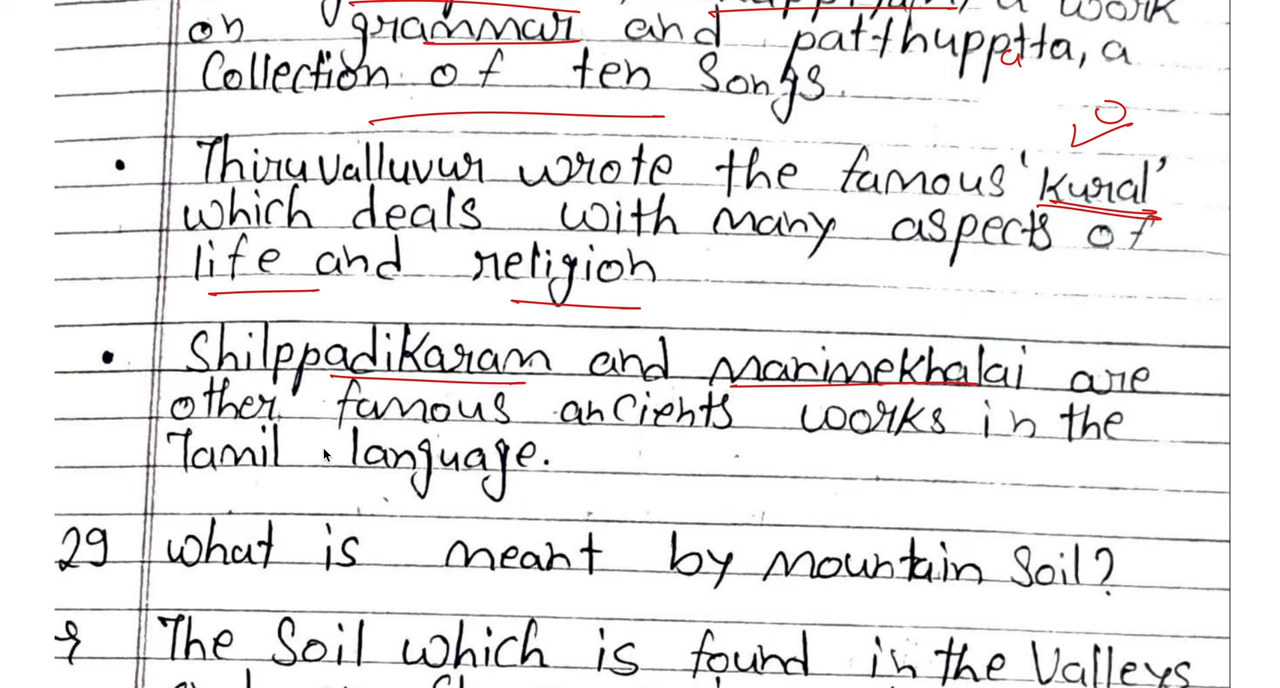 a work
on grammar and patthuppatta, a
Collection of ten Songs.
• Thiruvalluvur wrote the famous 'Kural'
which deals with many aspects of
life and religion
• Shilppadikaram and manimekhalai are
other famous ancients works in the
Tamil language.
29 what is meant by mountain Soil?
The Soil which is found in the Valleys